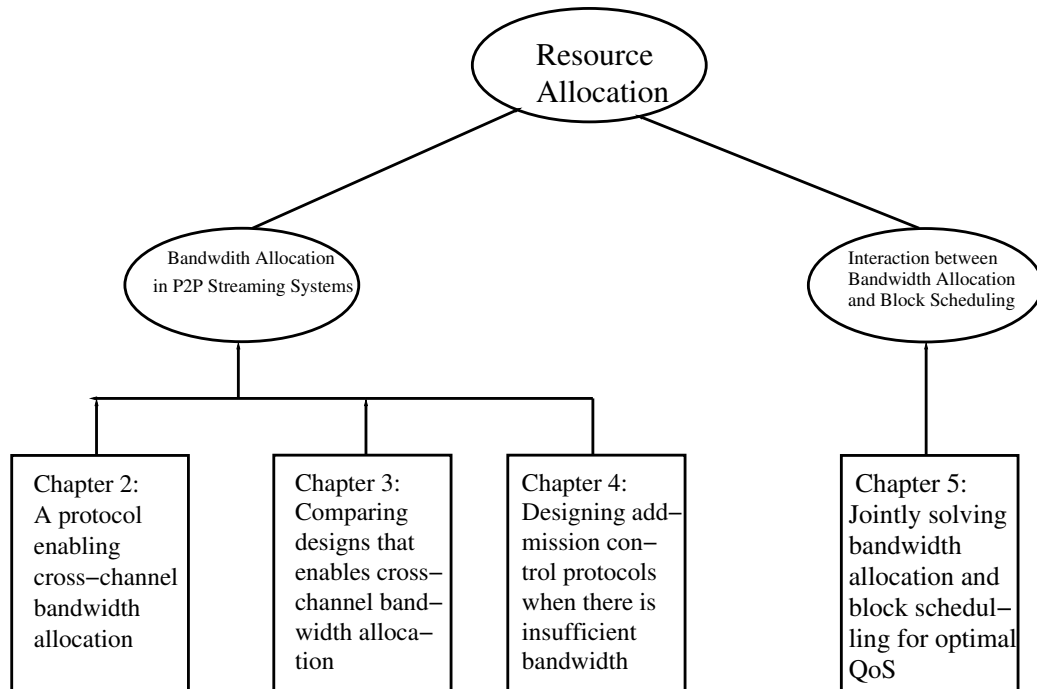 Resource
Allocation
Bandwdith Allocation
in P2P Streaming Systems
Interaction between
Bandwidth Allocation
and Block Scheduling
Chapter 2:
A protocol
enabling
cross−channel
bandwidth
allocation
Chapter 3:
Comparing
designs that
enables cross−
channel band−
width alloca−
tion
Chapter 4:
Designing add−
mission con−
trol protocols
when there is
insufficient
bandwidth
Chapter 5:
Jointly solving
bandwidth
allocation and
block schedul−
ling for optimal
QoS